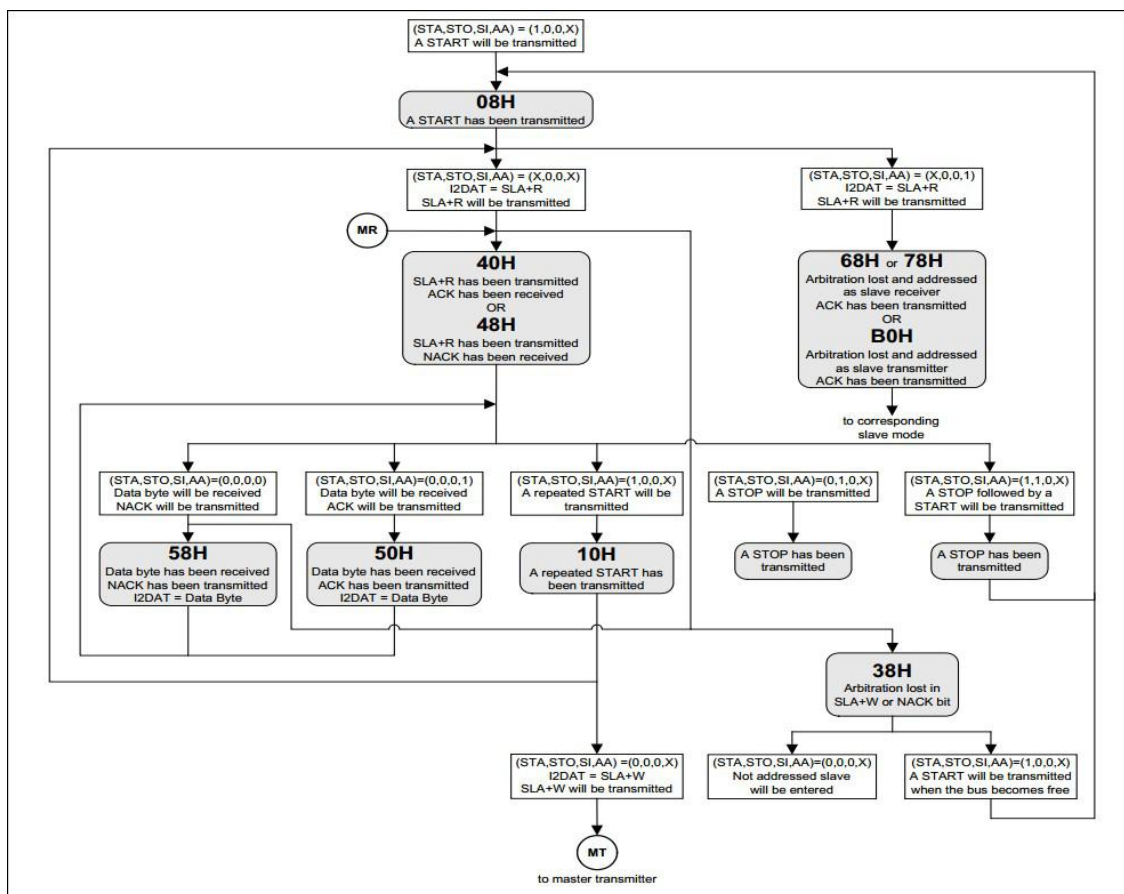 (STA,STO,SI,AA) = (1,0,0,X)
A START will be transmitted
08H
A START has been transmitted
(STA,STO,SI,AA) = (X,0,0,X)
I2DAT = SLA+R
SLA+R will be transmitted
(STA,STO,SI,AA) = (X,0,0,1)
I2DAT = SLA+R
SLA+R will be transmitted
MR
40H
SLA+R has been transmitted
ACK has been received
OR
48H
SLA+R has been transmitted
NACK has been received
68H or 78H
Arbitration lost and addressed
as slave receiver
ACK has been transmitted
OR
B0H
Arbitration lost and addressed
as slave transmitter
ACK has been transmitted
to corresponding
slave mode
(STA,STO,SI,AA)=(0,0,0,0)
Data byte will be received
NACK will be transmitted
(STA,STO,SI,AA)=(0,0,0,1)
Data byte will be received
ACK will be transmitted
(STA,STO,SI,AA)=(1,0,0,X)
A repeated START will be
transmitted
(STA,STO,SI,AA)=(0,1,0,X)
A STOP will be transmitted
(STA,STO,SI,AA)=(1,1,0,X)
A STOP followed by a
START will be transmitted
58H
Data byte has been received
NACK has been transmitted
I2DAT = Data Byte
50H
Data byte has been received
ACK has been transmitted
I2DAT = Data Byte
10H
A repeated START has
been transmitted
A STOP has been
transmitted
A STOP has been
transmitted
38H
Arbitration lost in
SLA+W or NACK bit
(STA,STO,SI,AA) =(0,0,0,X)
I2DAT = SLA+W
SLA+W will be transmitted
(STA,STO,SI,AA)=(0,0,0,X)
Not addressed slave
will be entered
(STA,STO,SI,AA)=(1,0,0,X)
A START will be transmitted
when the bus becomes free
MT
to master transmitter